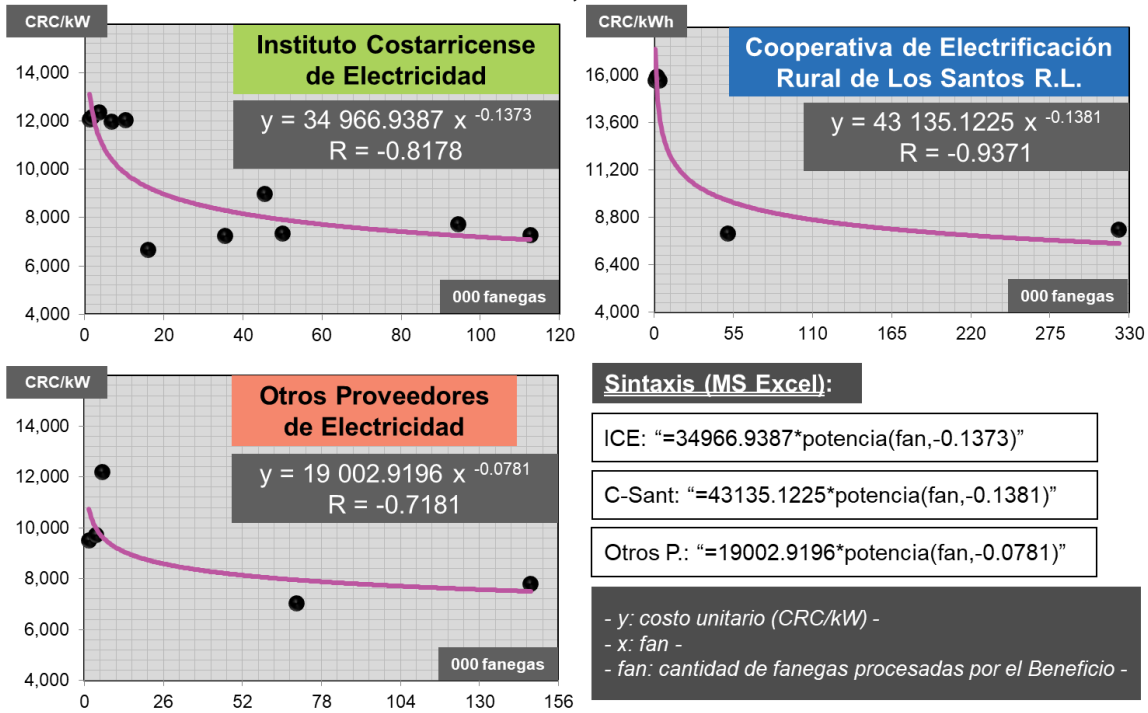 CRC/kW
Instituto Costarricense
de Electricidad
y = 34 966.9387 x -0.1373
R = -0.8178
14,000
12,000
10,000
8,000
6,000
4,000
000 fanegas
0 20 40 60 80 100 120
CRC/kWh
Cooperativa de Electrificación
Rural de Los Santos R.L.
y = 43 135.1225 x -0.1381
R = -0.9371
16,000
13,600
11,200
8,800
6,400
4,000
000 fanegas
0 55 110 165 220 275 330
CRC/kW
Otros Proveedores
de Electricidad
y = 19 002.9196 x -0.0781
R = -0.7181
14,000
12,000
10,000
8,000
6,000
4,000
000 fanegas
0 26 52 78 104 130 156
Sintaxis (MS Excel):
ICE: “=34966.9387*potencia(fan,-0.1373)”
C-Sant: “=43135.1225*potencia(fan,-0.1381)”
Otros P.: “=19002.9196*potencia(fan,-0.0781)”
- y: costo unitario (CRC/kW) -
- x: fan -
- fan: cantidad de fanegas procesadas por el Beneficio -